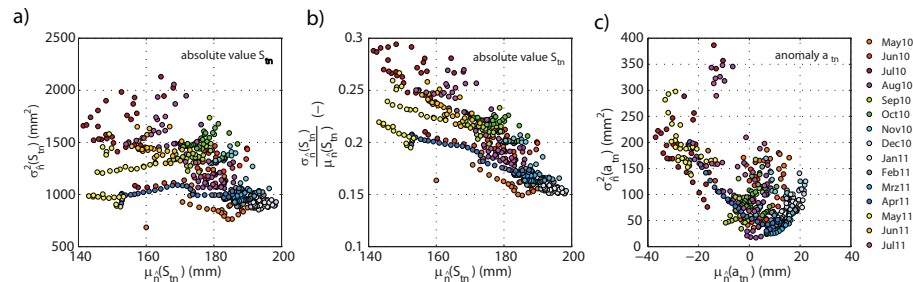 a)
absolute value S_tn
2500
2000
1500
1000
500
140 160 180 200
σ²_n̂(S_tn) (mm²)
μ_n̂(S_tn) (mm)
b)
absolute value S_tn
0.3
0.25
0.2
0.15
0.1
140 160 180 200
σ_n̂(S_tn)
μ_n̂(S_tn) (−)
μ_n̂(S_tn) (mm)
c)
anomaly a_tn
400
350
300
250
200
150
100
50
0
−40 −20 0 20 40
σ²_n̂(a_tn) (mm²)
μ_n̂(a_tn) (mm)
May10
Jun10
Jul10
Aug10
Sep10
Oct10
Nov10
Dec10
Jan11
Feb11
Mrz11
Apr11
May11
Jun11
Jul11